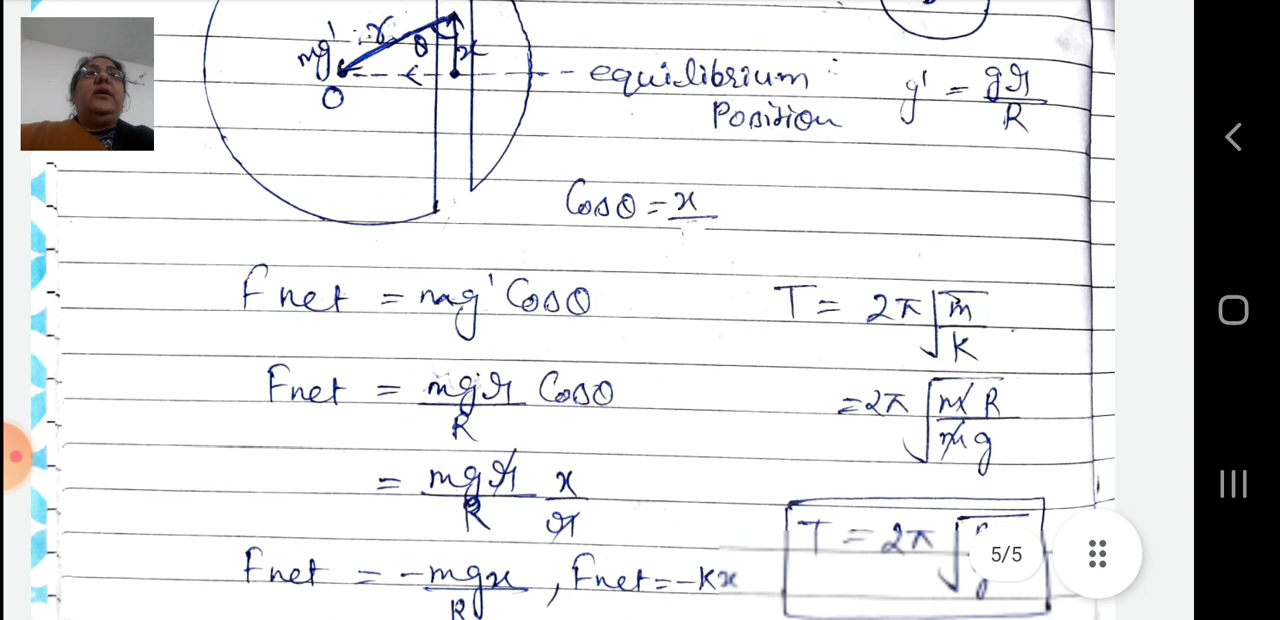 mg' r θ x
O
equilibrium
Position
g' = gr/R
Cosθ = x
Fnet = mg' Cosθ
T = 2π√(m/K)
Fnet = mgr/R Cosθ
= 2π√(mR/mg)
= mgr/R x/r
T = 2π√
Fnet = -mgx/R , Fnet = -Kx
5/5